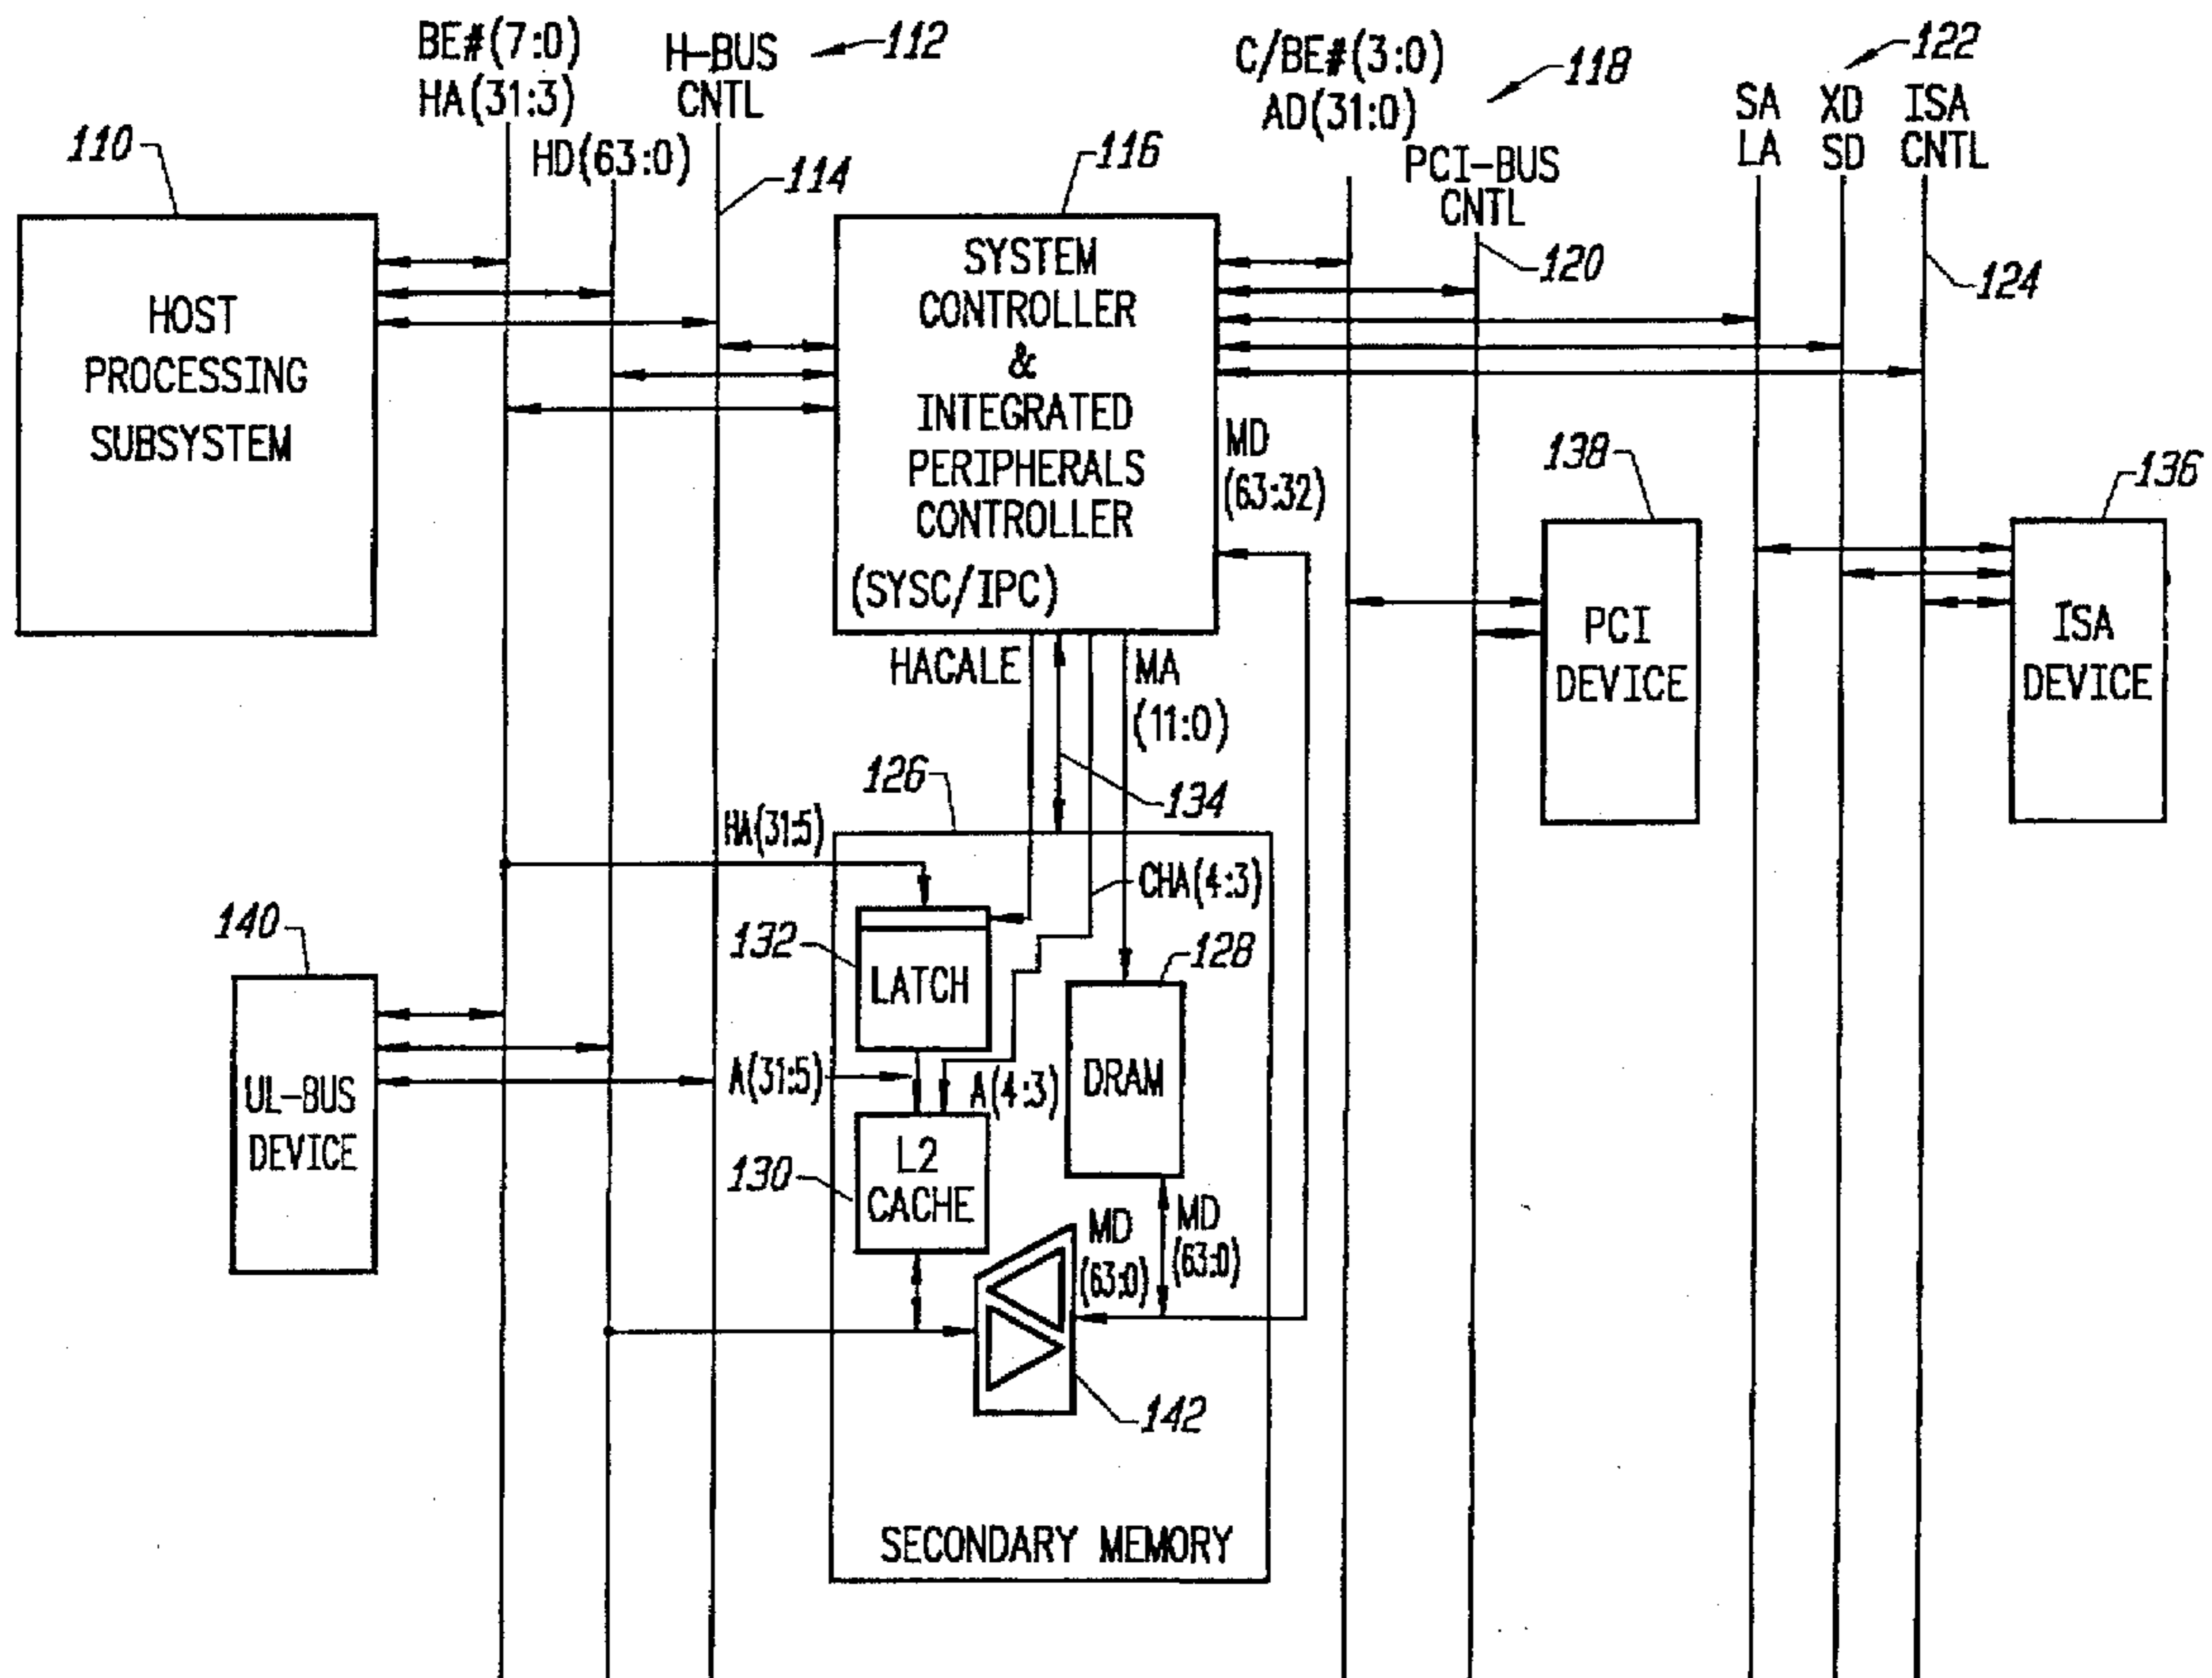 BE#(7:0)
HA(31:3)
HD(63:0)
H-BUS
CNTL
112
C/BE#(3:0)
AD(31:0)
118
PCI-BUS
CNTL
SA
LA
XD
SD
ISA
CNTL
122
110
114
116
120
124
HOST
PROCESSING
SUBSYSTEM
SYSTEM
CONTROLLER
&
INTEGRATED
PERIPHERALS
CONTROLLER
(SYSC/IPC)
MD
(63:32)
138
136
PCI
DEVICE
ISA
DEVICE
HACALE
MA
(11:0)
126
134
HA(31:5)
CHA(4:3)
140
132
LATCH
128
DRAM
A(31:5)
A(4:3)
UL-BUS
DEVICE
130
L2
CACHE
MD
(63:0)
MD
(63:0)
142
SECONDARY MEMORY